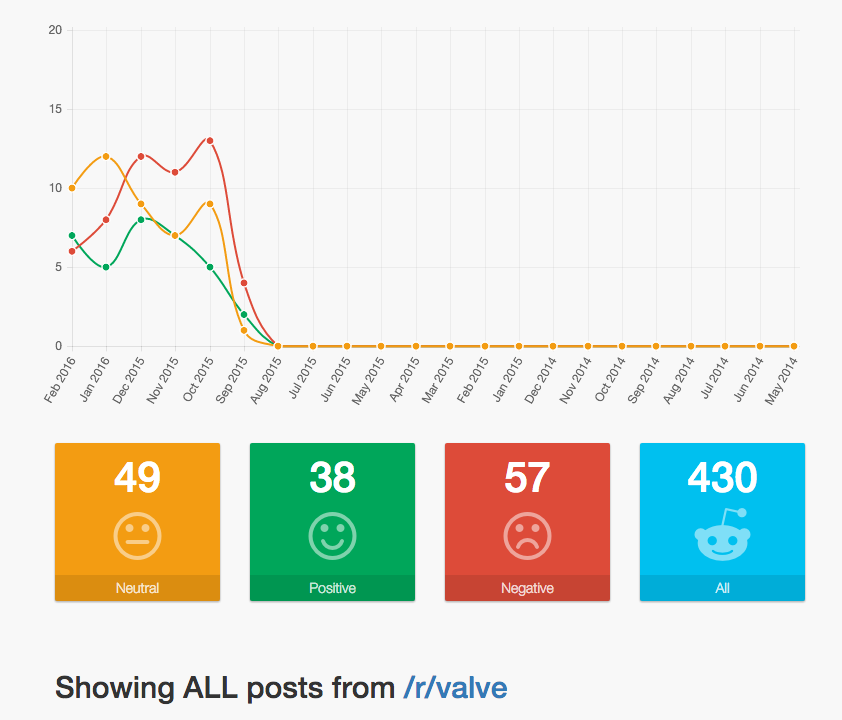 20
15
10
5
0
Feb 2016 Jan 2016 Dec 2015 Nov 2015 Oct 2015 Sep 2015 Aug 2015 Jul 2015 Jun 2015 May 2015 Apr 2015 Mar 2015 Feb 2015 Jan 2015 Dec 2014 Nov 2014 Oct 2014 Sep 2014 Aug 2014 Jul 2014 Jun 2014 May 2014
49 38 57 430
Neutral Positive Negative All
Showing ALL posts from /r/valve